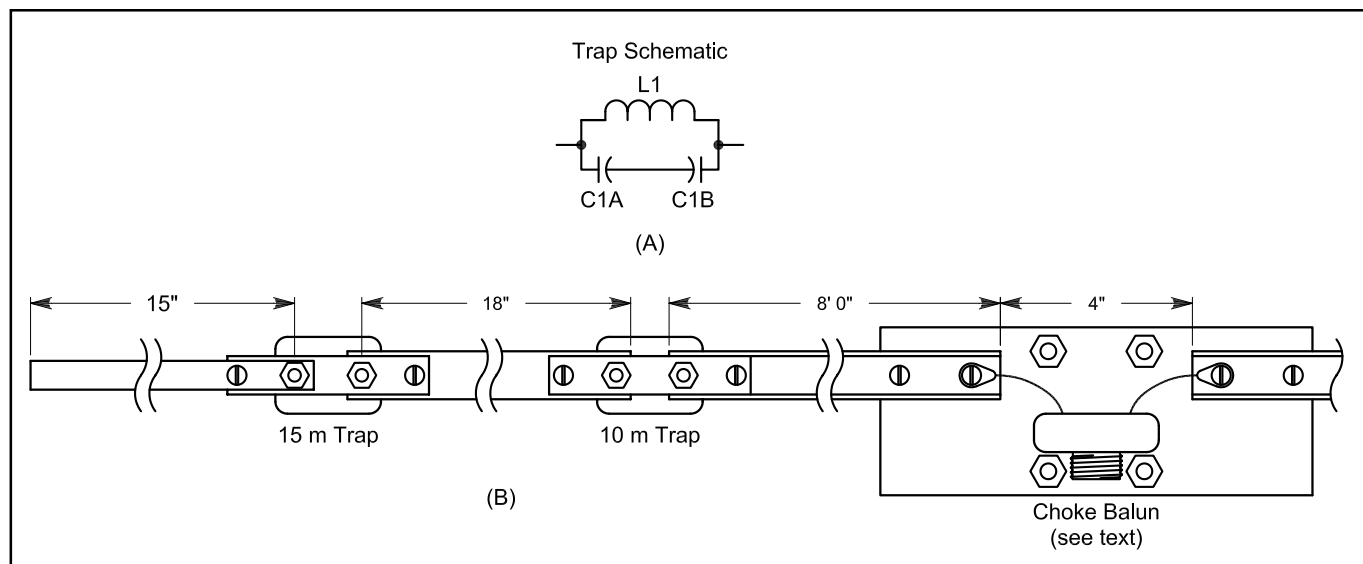 Trap Schematic
L1
C1A C1B
(A)
15" 18" 8' 0" 4"
15 m Trap 10 m Trap
(B)
Choke Balun
(see text)